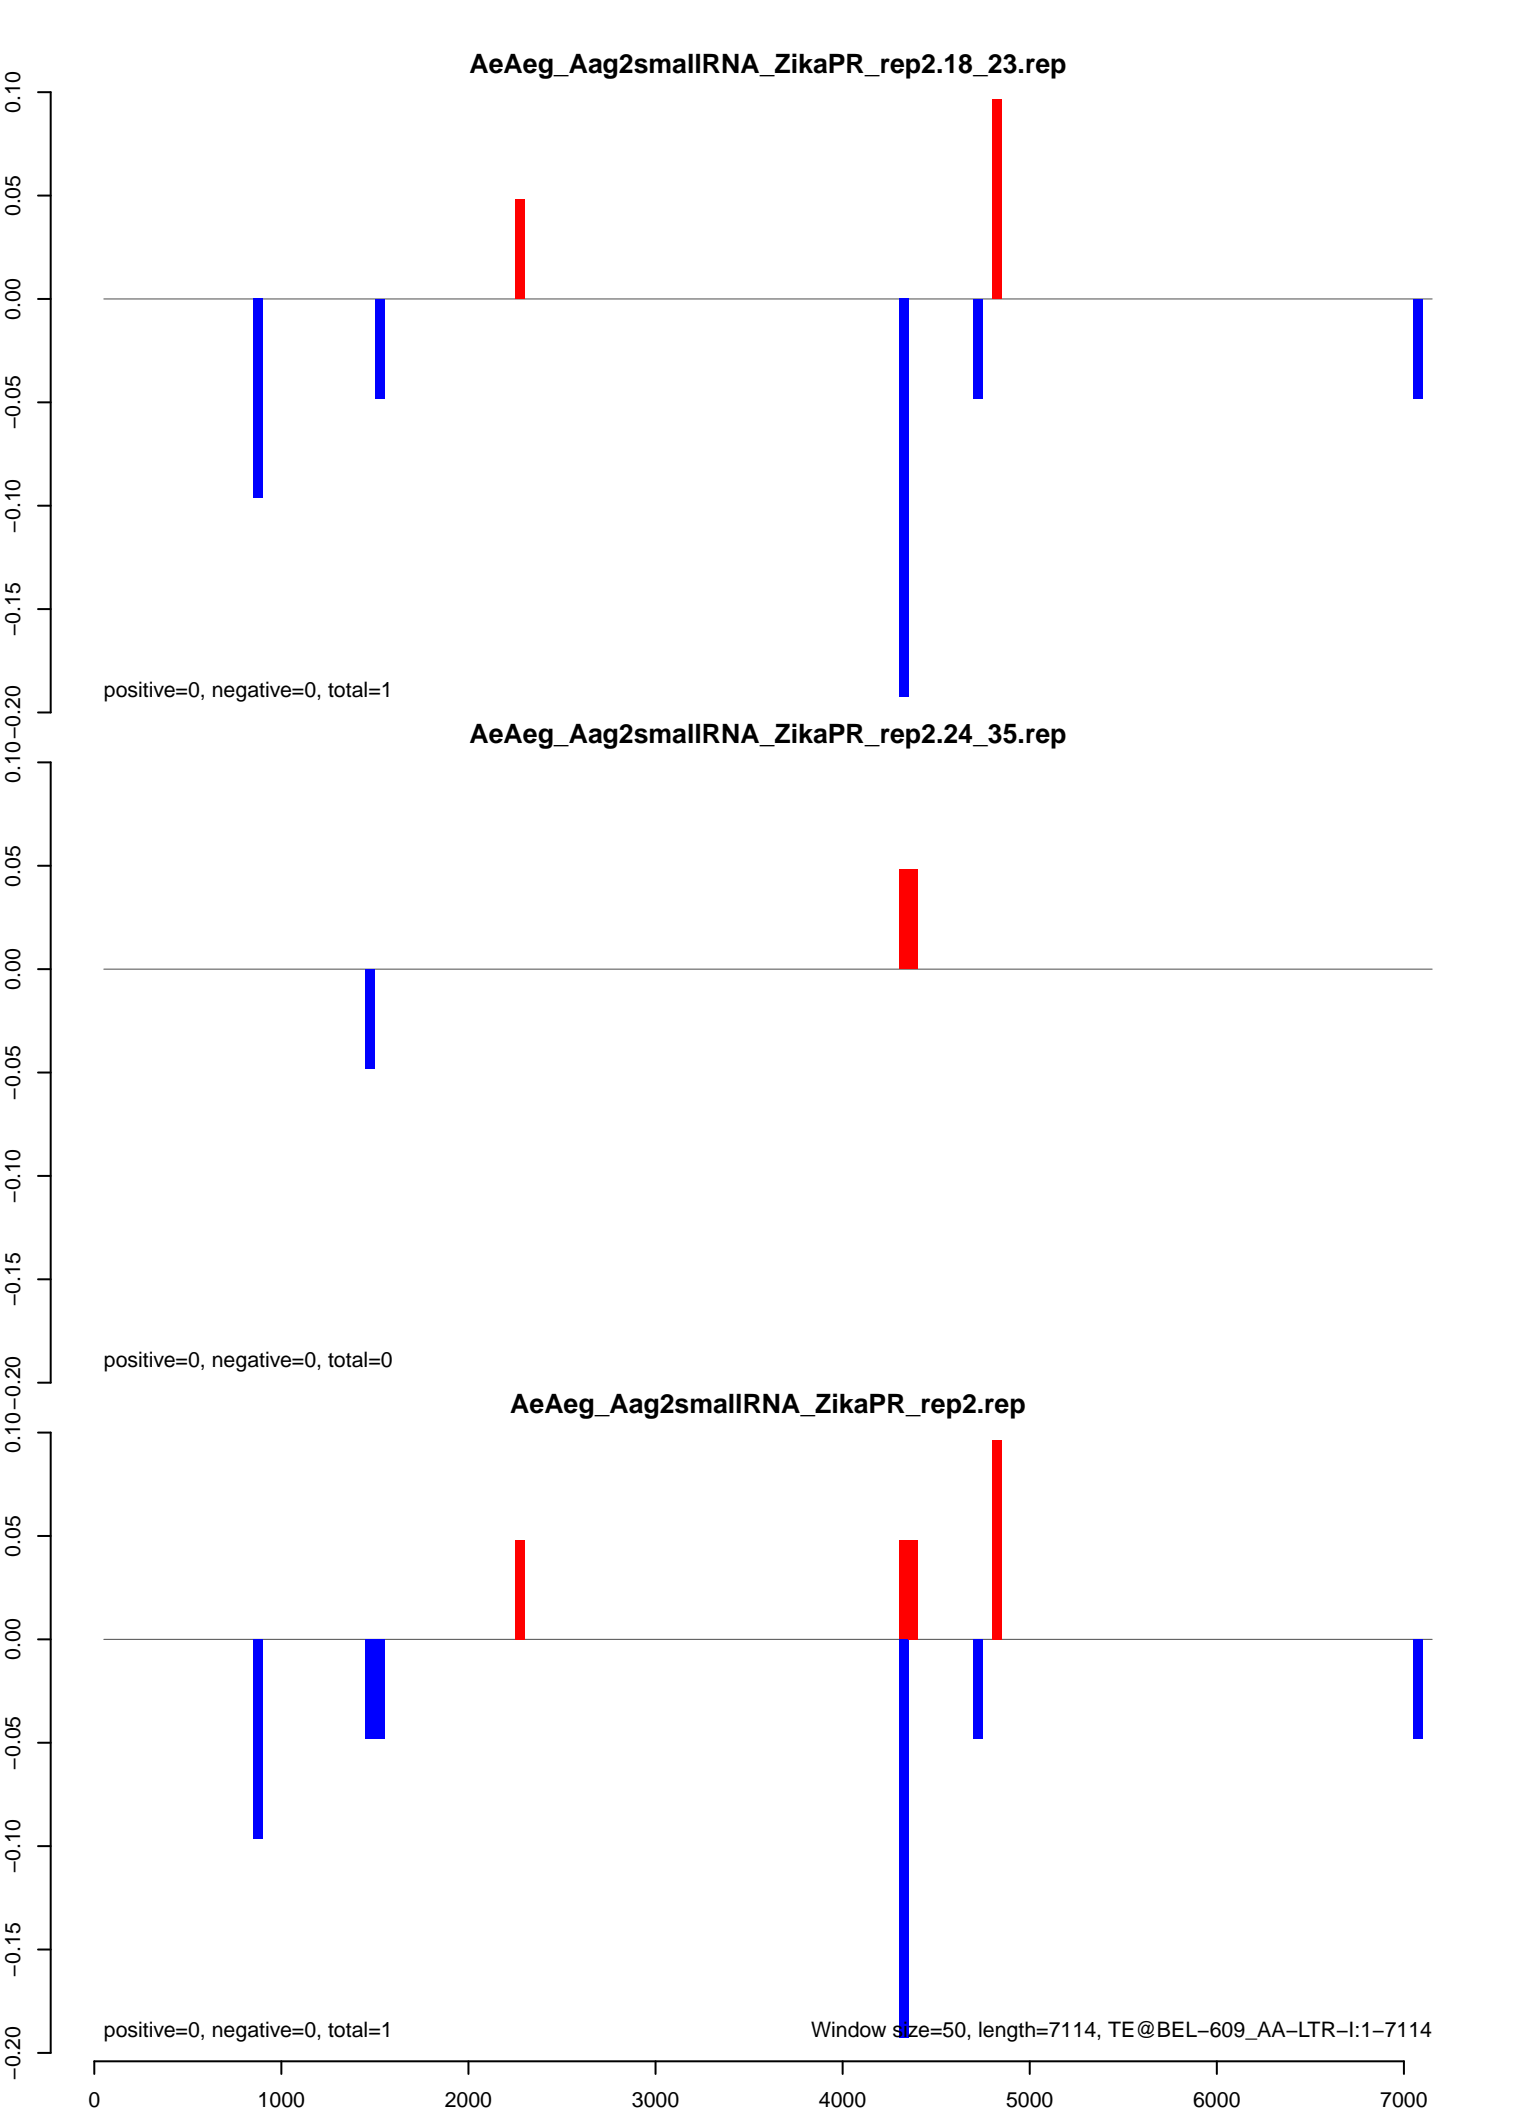 AeAeg_Aag2smallRNA_ZikaPR_rep2.18_23.rep
0.10
0.05
0.00
−0.05
−0.10
−0.15
−0.20
positive=0, negative=0, total=1
AeAeg_Aag2smallRNA_ZikaPR_rep2.24_35.rep
0.10
0.05
0.00
−0.05
−0.10
−0.15
−0.20
positive=0, negative=0, total=0
AeAeg_Aag2smallRNA_ZikaPR_rep2.rep
0.10
0.05
0.00
−0.05
−0.10
−0.15
−0.20
positive=0, negative=0, total=1
Window size=50, length=7114, TE@BEL−609_AA−LTR−I:1−7114
0 1000 2000 3000 4000 5000 6000 7000